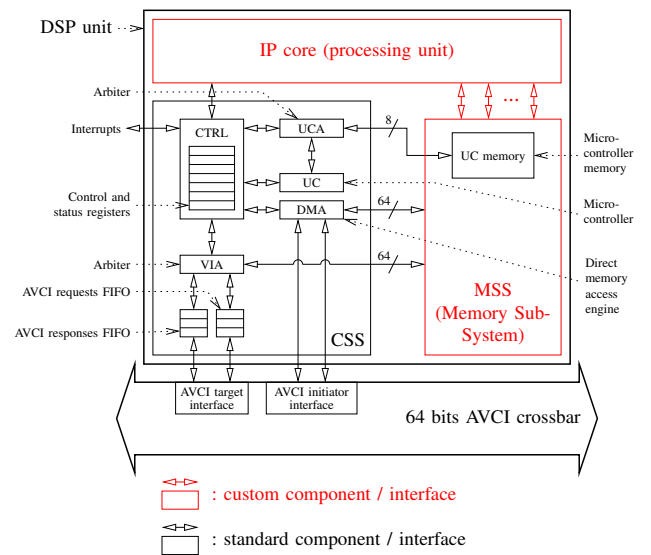 DSP unit
IP core (processing unit)
...
Arbiter
Interrupts
CTRL
UCA
8
UC memory
Micro-
controller
memory
Control and
status registers
UC
DMA
64
Micro-
controller
Arbiter
VIA
64
Direct
memory
access
engine
AVCI requests FIFO
AVCI responses FIFO
CSS
MSS
(Memory Sub-
System)
AVCI target
interface
AVCI initiator
interface
64 bits AVCI crossbar
: custom component / interface
: standard component / interface